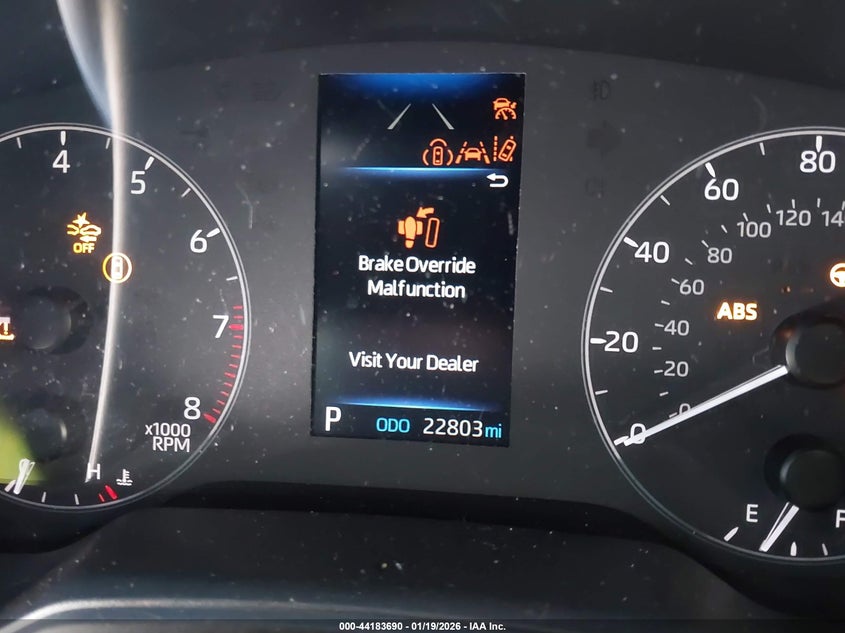 4
5
6
7
8
x1000
RPM
H
OFF
Brake Override
Malfunction
Visit Your Dealer
P ODO 22803 mi
80
60
40
20
0
120
100
80
60
40
20
0
ABS
E
000-44183690 - 01/19/2026 - IAA Inc.